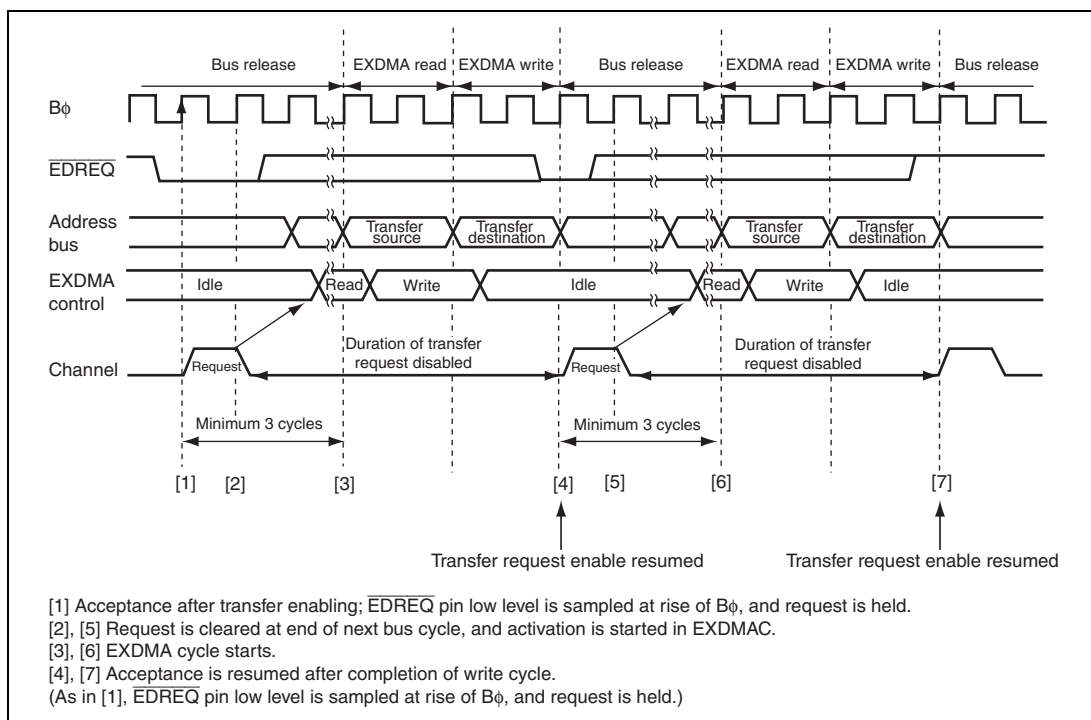 Bus release EXDMA read EXDMA write Bus release EXDMA read EXDMA write Bus release
Bϕ
EDREQ
Address
bus
Transfer
source
Transfer
destination
Transfer
source
Transfer
destination
EXDMA
control
Idle Read Write Idle Read Write Idle
Channel
Request
Duration of transfer
request disabled
Request
Duration of transfer
request disabled
Minimum 3 cycles Minimum 3 cycles
[1] [2] [3] [4] [5] [6] [7]
Transfer request enable resumed Transfer request enable resumed
[1] Acceptance after transfer enabling; EDREQ pin low level is sampled at rise of Bϕ, and request is held.
[2], [5] Request is cleared at end of next bus cycle, and activation is started in EXDMAC.
[3], [6] EXDMA cycle starts.
[4], [7] Acceptance is resumed after completion of write cycle.
(As in [1], EDREQ pin low level is sampled at rise of Bϕ, and request is held.)